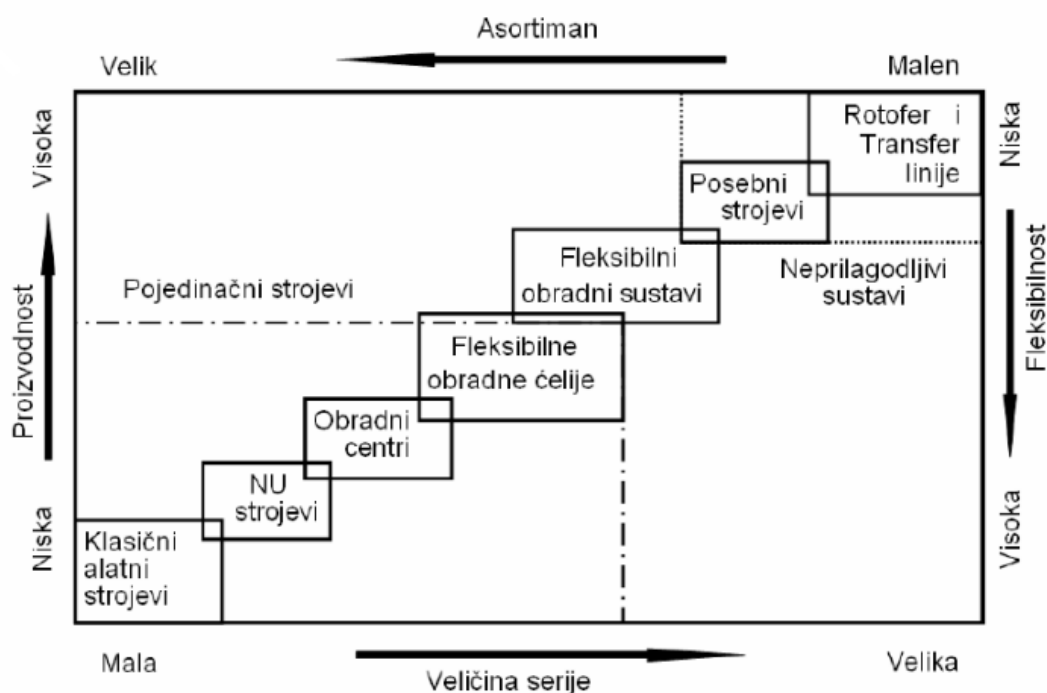 Asortiman
Velik
Malen
Visoka
Proizvodnost
Niska
Rotofer i
Transfer
linije
Posebni
strojevi
Fleksibilni
obradni sustavi
Neprilagodljivi
sustavi
Pojedinačni strojevi
Fleksibilne
obradne ćelije
Obradni
centri
NU
strojevi
Klasični
alatni
strojevi
Niska
Fleksibilnost
Visoka
Mala
Veličina serije
Velika